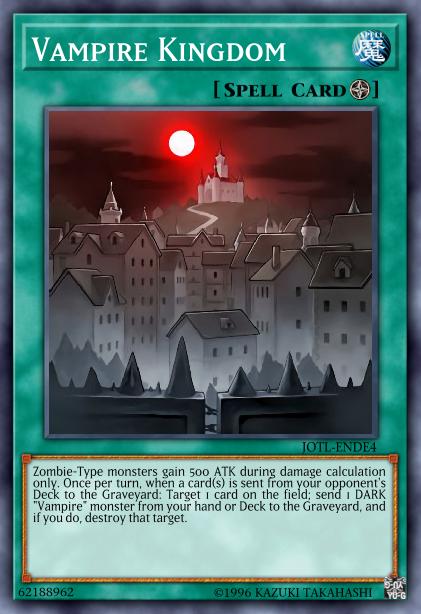 VAMPIRE KINGDOM
SPELL
魔
[SPELL CARD]
JOTL-ENDE4
Zombie-Type monsters gain 500 ATK during damage calculation
only. Once per turn, when a card(s) is sent from your opponent's
Deck to the Graveyard: Target 1 card on the field; send 1 DARK
"Vampire" monster from your hand or Deck to the Graveyard, and
if you do, destroy that target.
62188962
©1996 KAZUKI TAKAHASHI